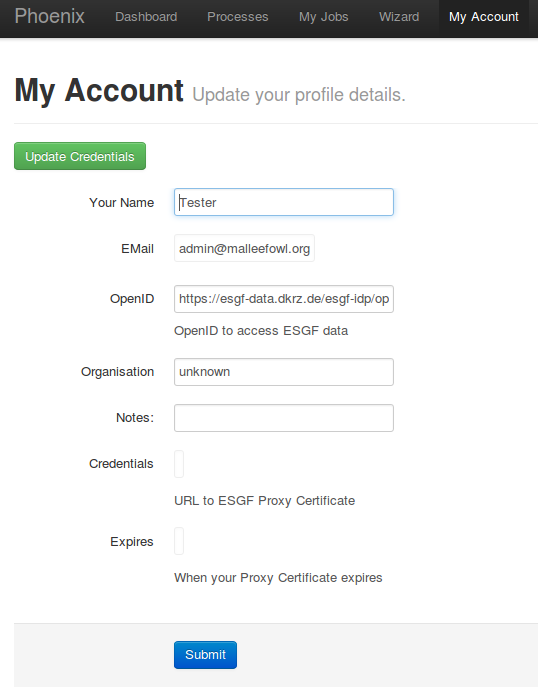 Phoenix Dashboard Processes My Jobs Wizard My Account
My Account Update your profile details.
Update Credentials
Your Name Tester
EMail admin@malleefowl.org
OpenID https://esgf-data.dkrz.de/esgf-idp/op
OpenID to access ESGF data
Organisation unknown
Notes:
Credentials
URL to ESGF Proxy Certificate
Expires
When your Proxy Certificate expires
Submit